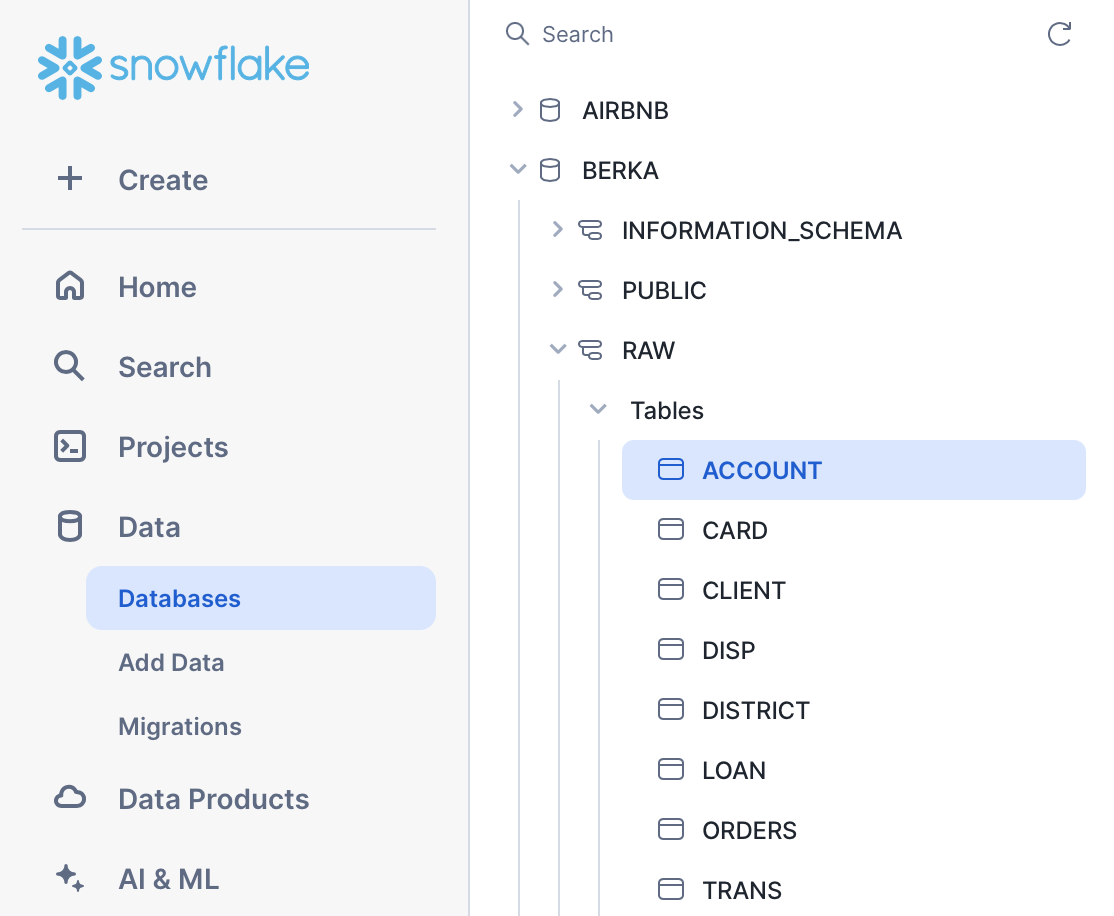 snowflake
Create
Home
Search
Projects
Data
Databases
Add Data
Migrations
Data Products
AI & ML
Search
AIRBNB
BERKA
INFORMATION_SCHEMA
PUBLIC
RAW
Tables
ACCOUNT
CARD
CLIENT
DISP
DISTRICT
LOAN
ORDERS
TRANS